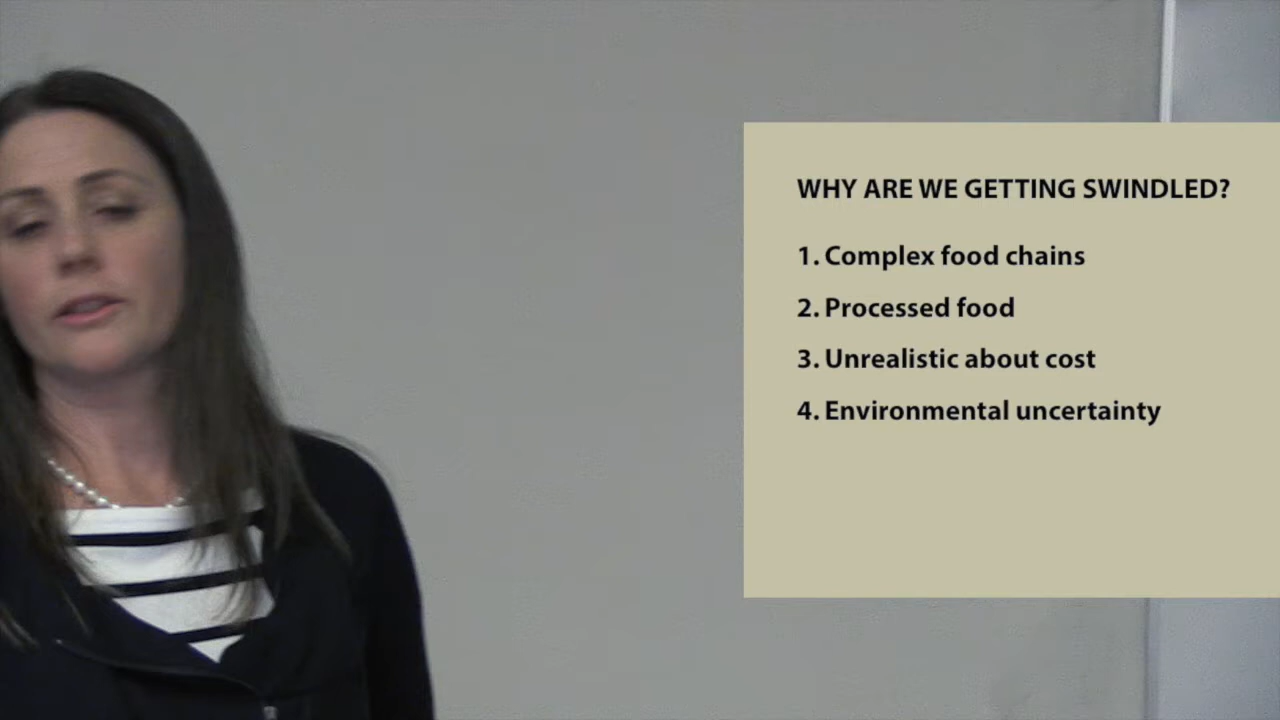 WHY ARE WE GETTING SWINDLED?
1. Complex food chains
2. Processed food
3. Unrealistic about cost
4. Environmental uncertainty